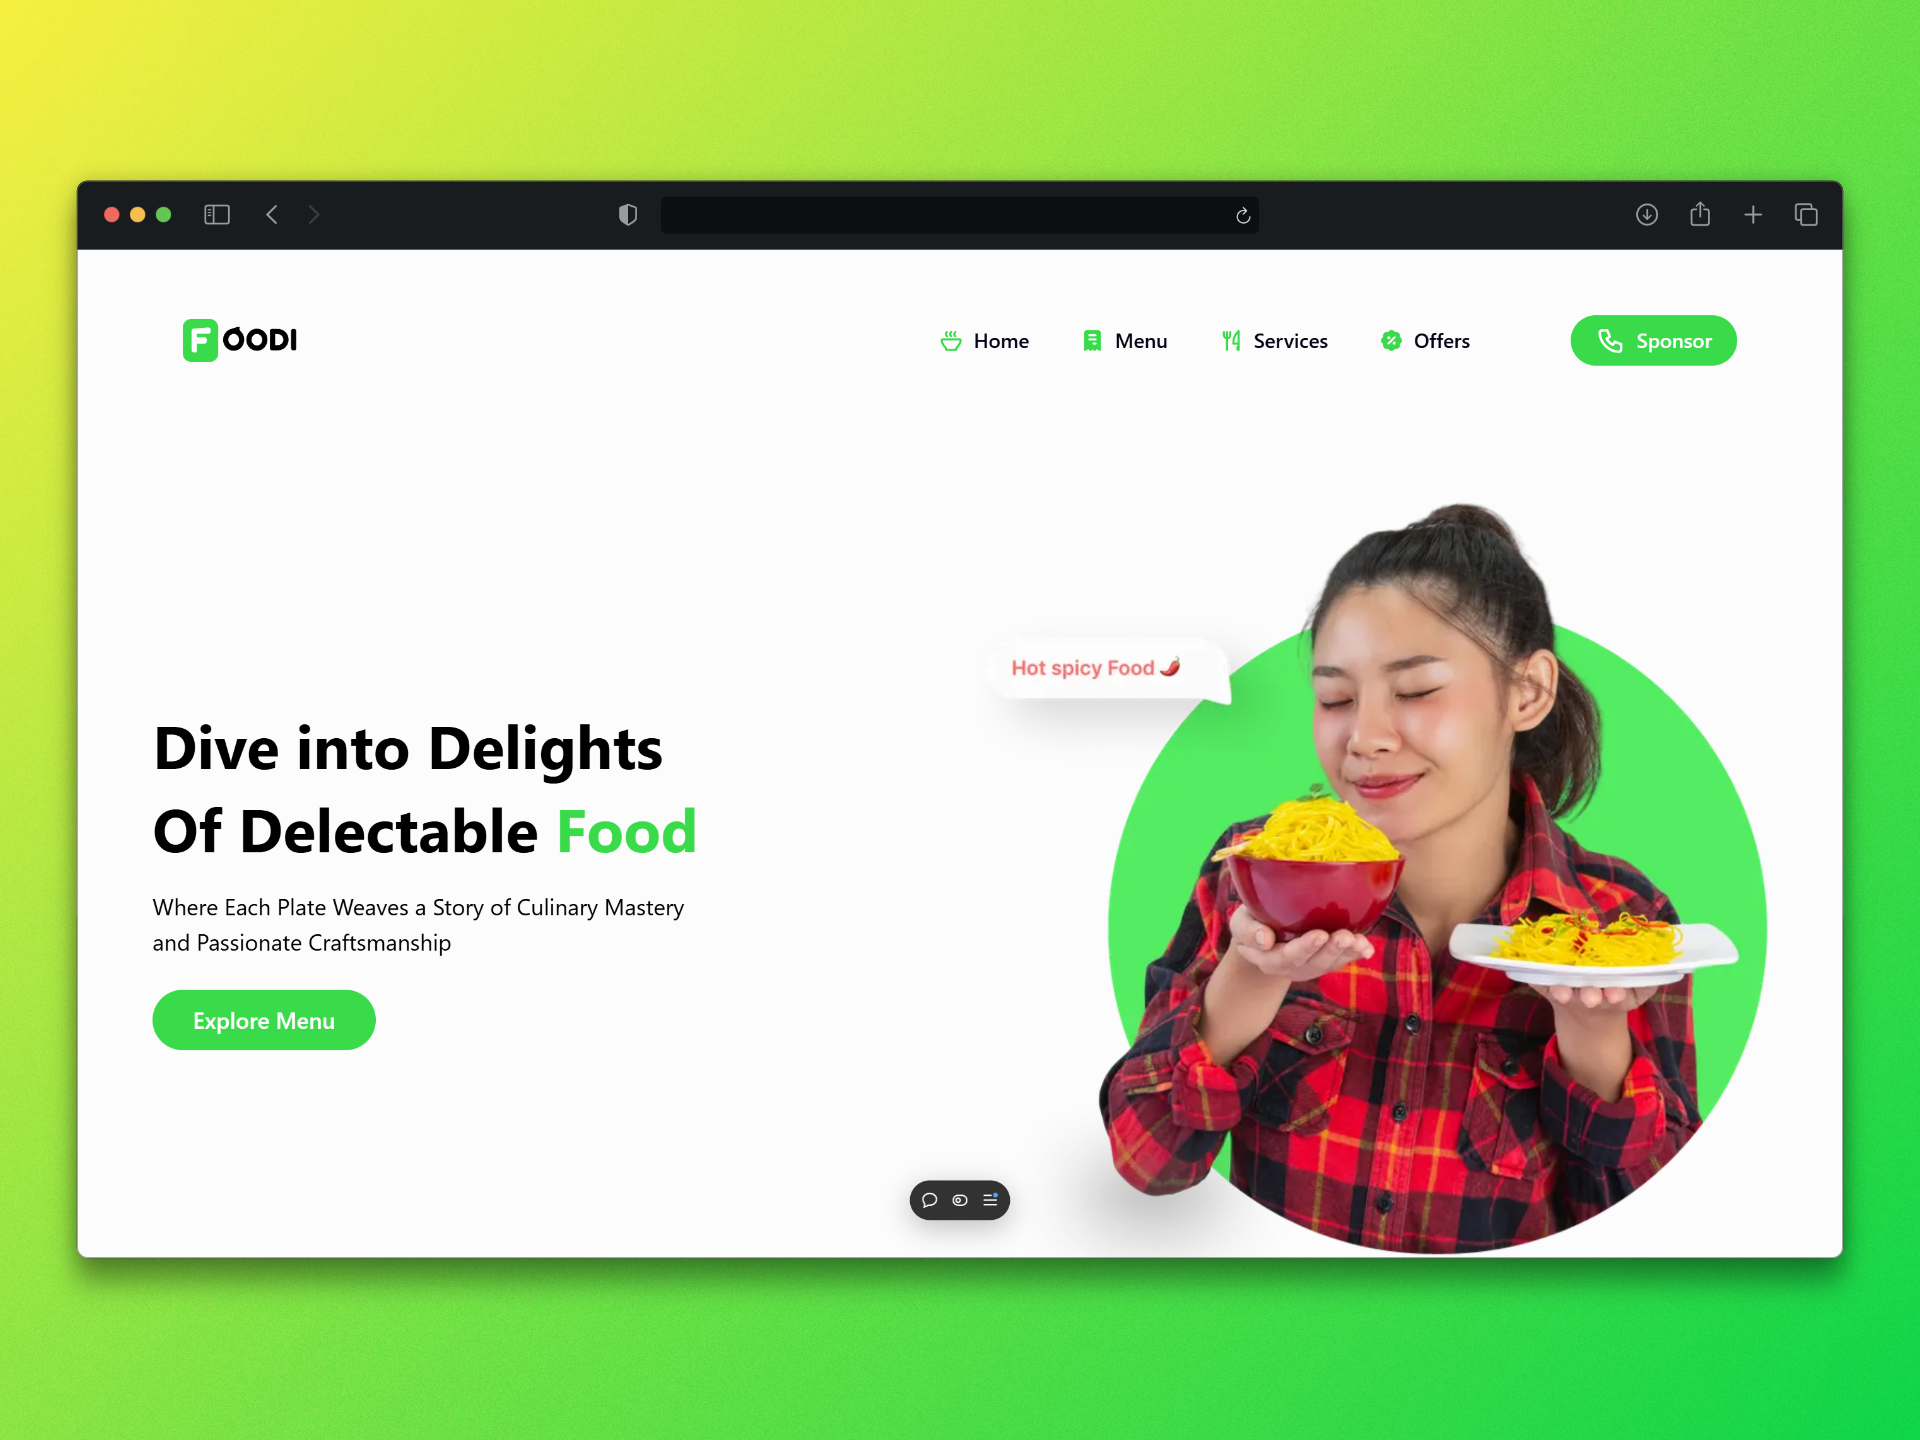 FOODI
Home
Menu
Services
Offers
Sponsor
Hot spicy Food🌶️
Dive into Delights
Of Delectable Food
Where Each Plate Weaves a Story of Culinary Mastery
and Passionate Craftsmanship
Explore Menu